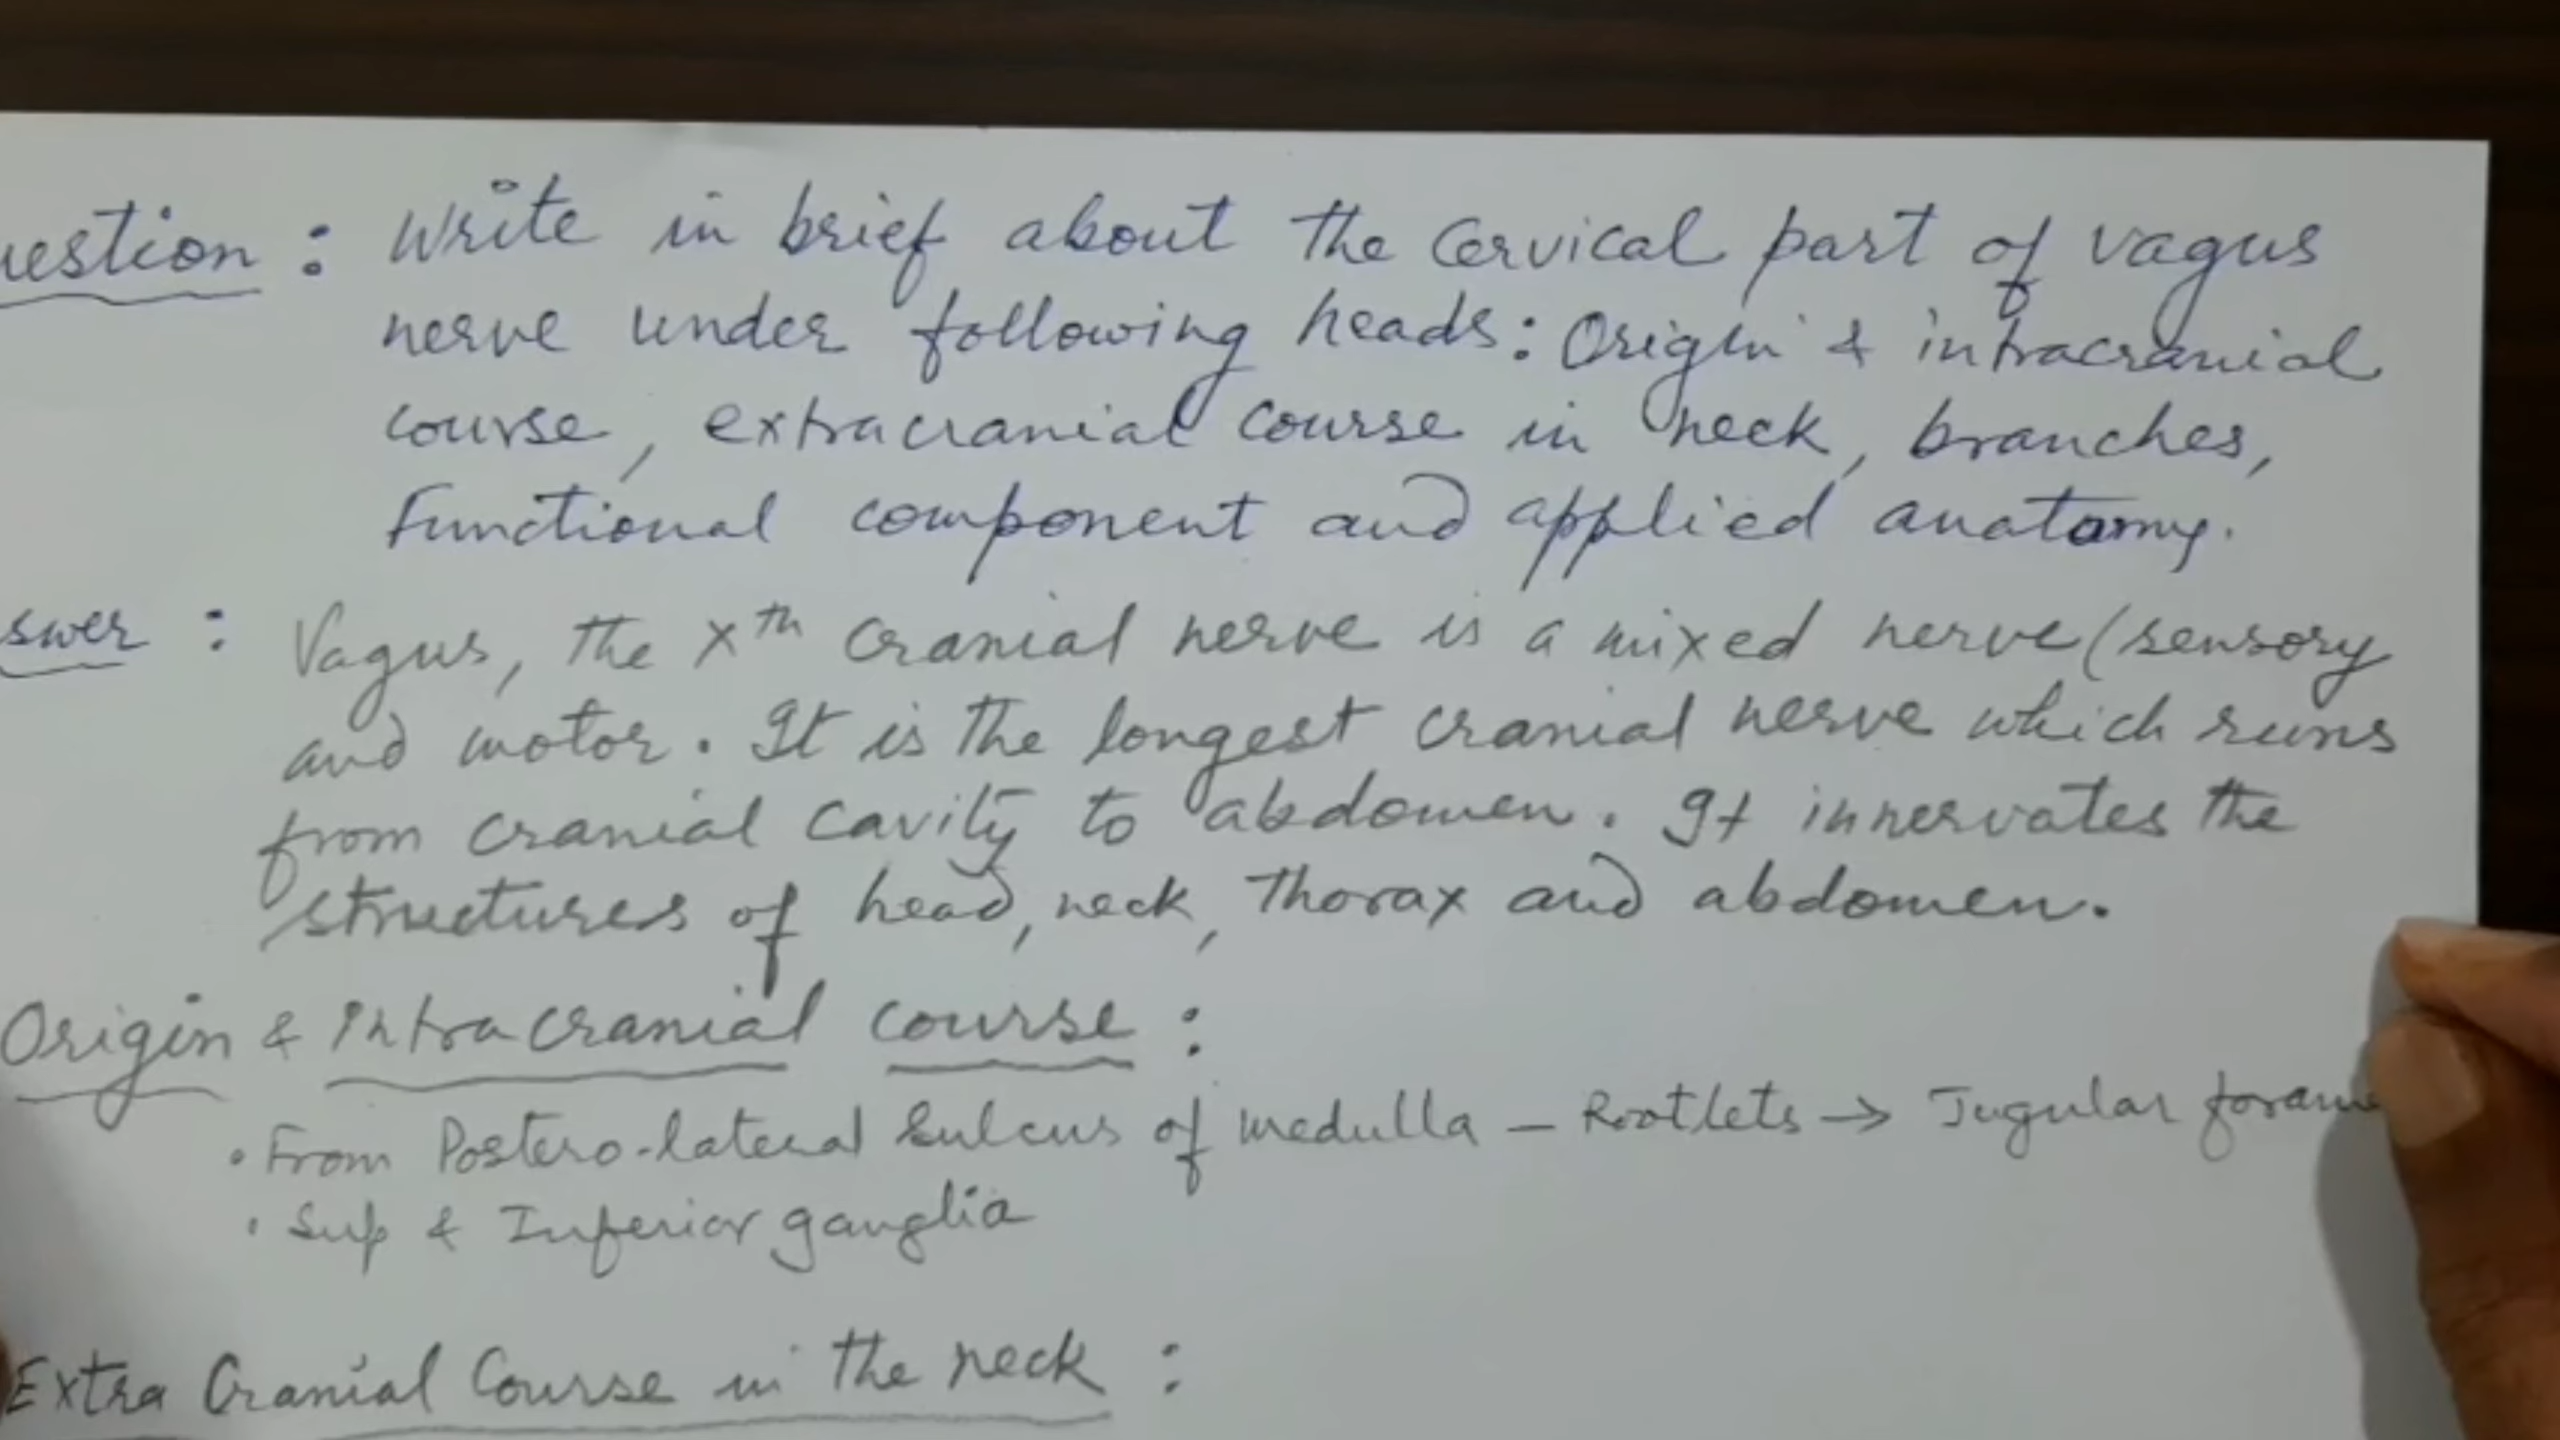 uestion : Write in brief about the Cervical part of vagus
nerve under following heads : Origin & intracranial
course, extracranial course in neck, branches,
Functional component and applied anatomy.
swer : Vagus, the Xth cranial nerve is a mixed nerve (sensory
and motor. It is the longest cranial nerve which runs
from cranial cavity to abdomen. It innervates the
structures of head, neck, Thorax and abdomen.
Origin & Intra cranial course :
• From Postero-lateral Sulcus of medulla – Rootlets → Jugular forame
• Sup & Inferior ganglia
Extra Cranial Course in the neck :